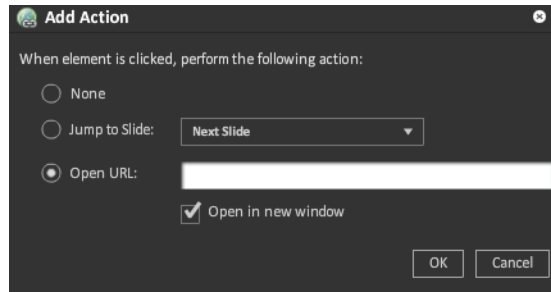 Add Action
When element is clicked, perform the following action:
None
Jump to Slide: Next Slide
Open URL:
Open in new window
OK Cancel